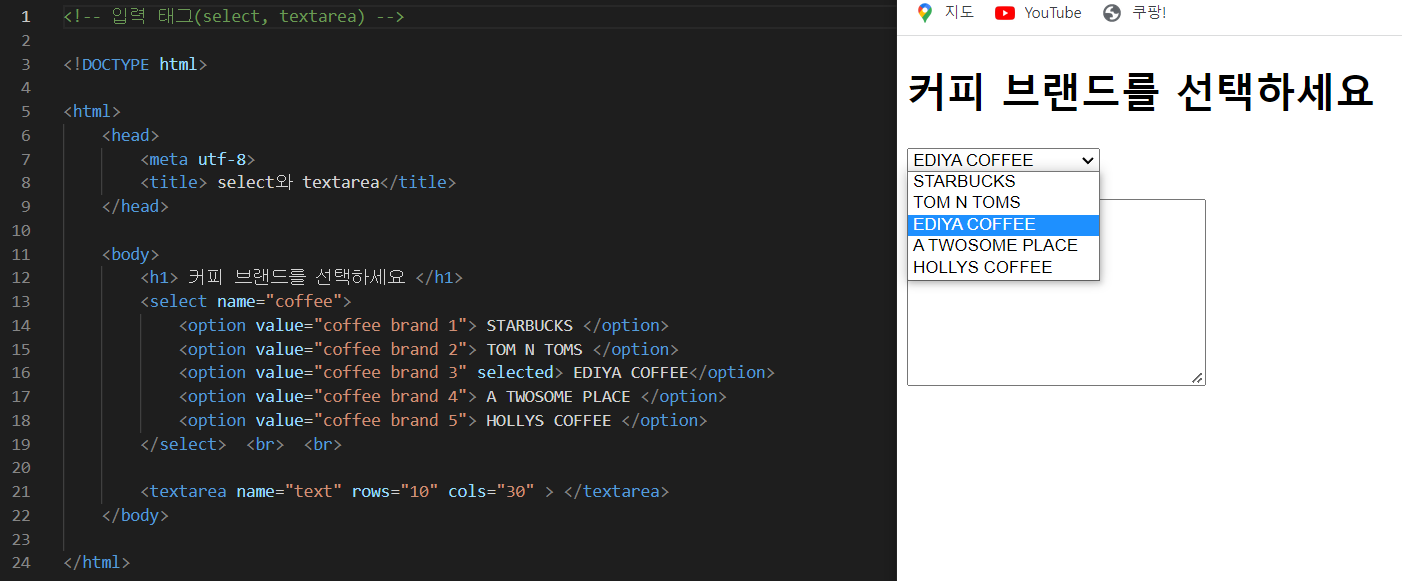 1 <!-- 입력 태그(select, textarea) -->
2
3 <!DOCTYPE html>
4
5 <html>
6 <head>
7 <meta utf-8>
8 <title> select와 textarea</title>
9 </head>
10
11 <body>
12 <h1> 커피 브랜드를 선택하세요 </h1>
13 <select name="coffee">
14 <option value="coffee brand 1"> STARBUCKS </option>
15 <option value="coffee brand 2"> TOM N TOMS </option>
16 <option value="coffee brand 3" selected> EDIYA COFFEE</option>
17 <option value="coffee brand 4"> A TWOSOME PLACE </option>
18 <option value="coffee brand 5"> HOLLYS COFFEE </option>
19 </select> <br> <br>
20
21 <textarea name="text" rows="10" cols="30" > </textarea>
22 </body>
23
24 </html>
지도 YouTube 쿠팡!
커피 브랜드를 선택하세요
EDIYA COFFEE
STARBUCKS
TOM N TOMS
EDIYA COFFEE
A TWOSOME PLACE
HOLLYS COFFEE